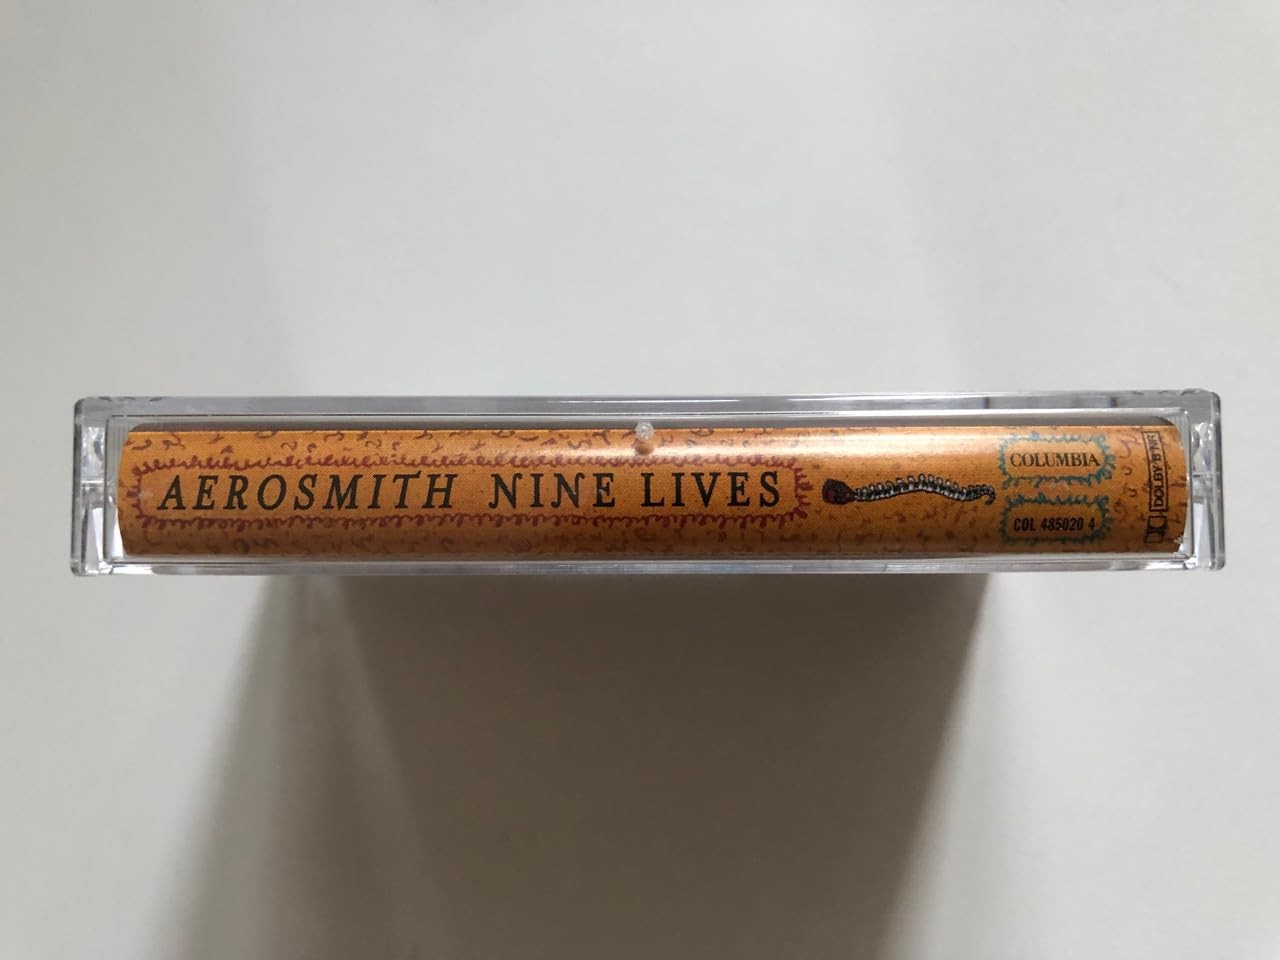 AEROSMITH NINE LIVES
COLUMBIA
COL 485020 4
DOLBY B NR